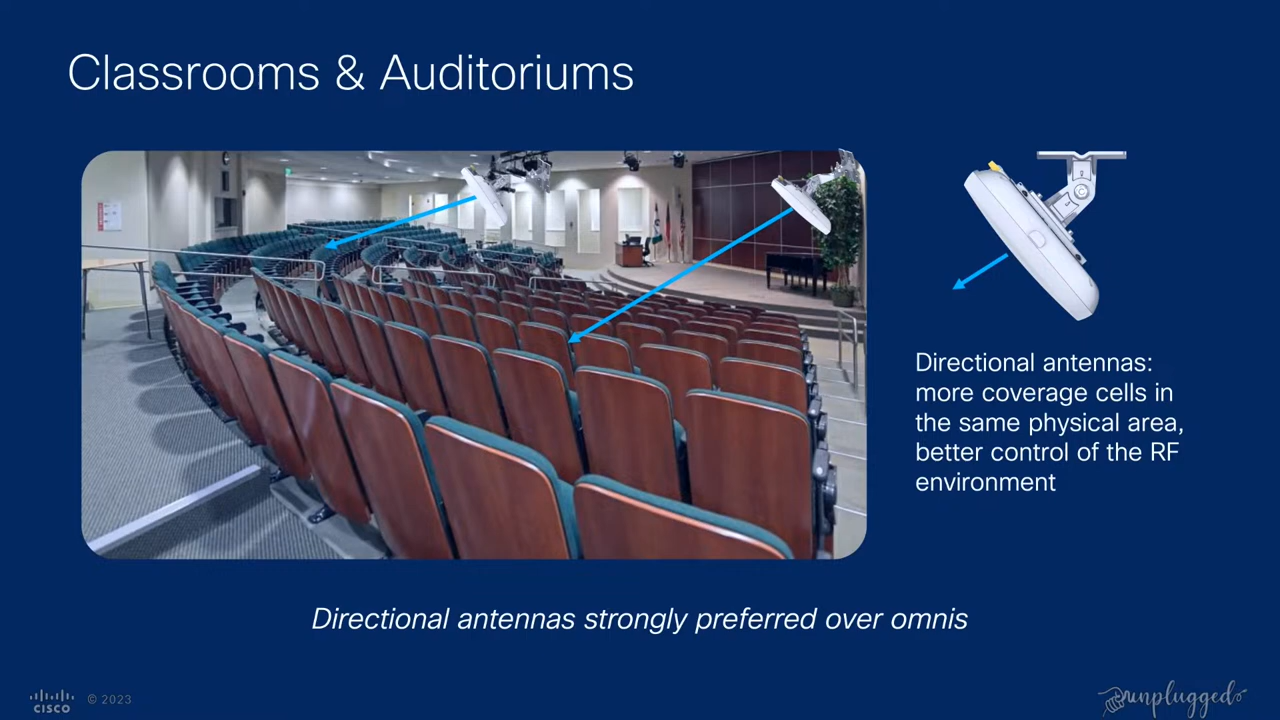 Classrooms & Auditoriums
Directional antennas:
more coverage cells in
the same physical area,
better control of the RF
environment
Directional antennas strongly preferred over omnis
CISCO
© 2023
unplugged